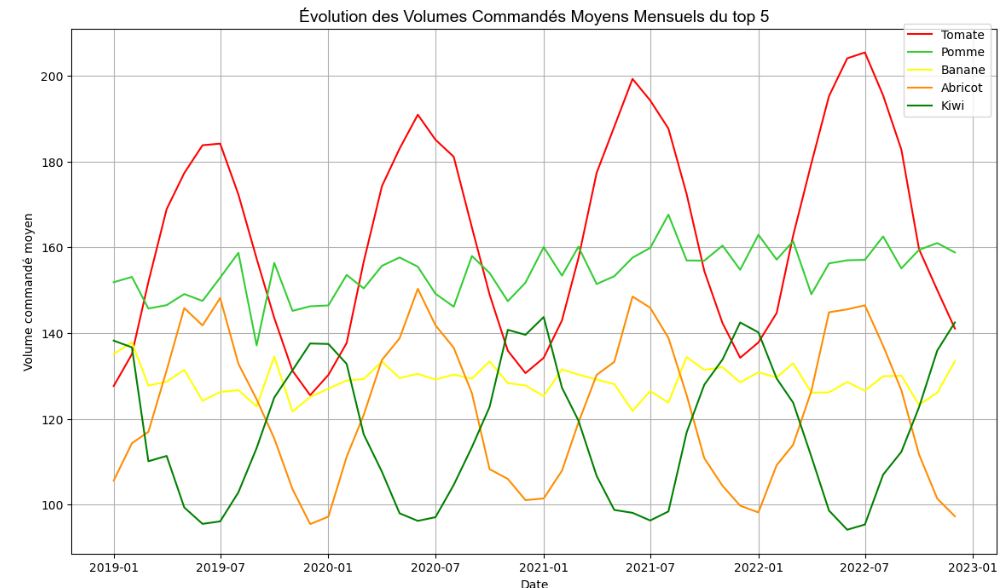 Évolution des Volumes Commandés Moyens Mensuels du top 5
Tomate
Pomme
Banane
Abricot
Kiwi
Volume commandé moyen
200
180
160
140
120
100
2019-01 2019-07 2020-01 2020-07 2021-01 2021-07 2022-01 2022-07 2023-01
Date